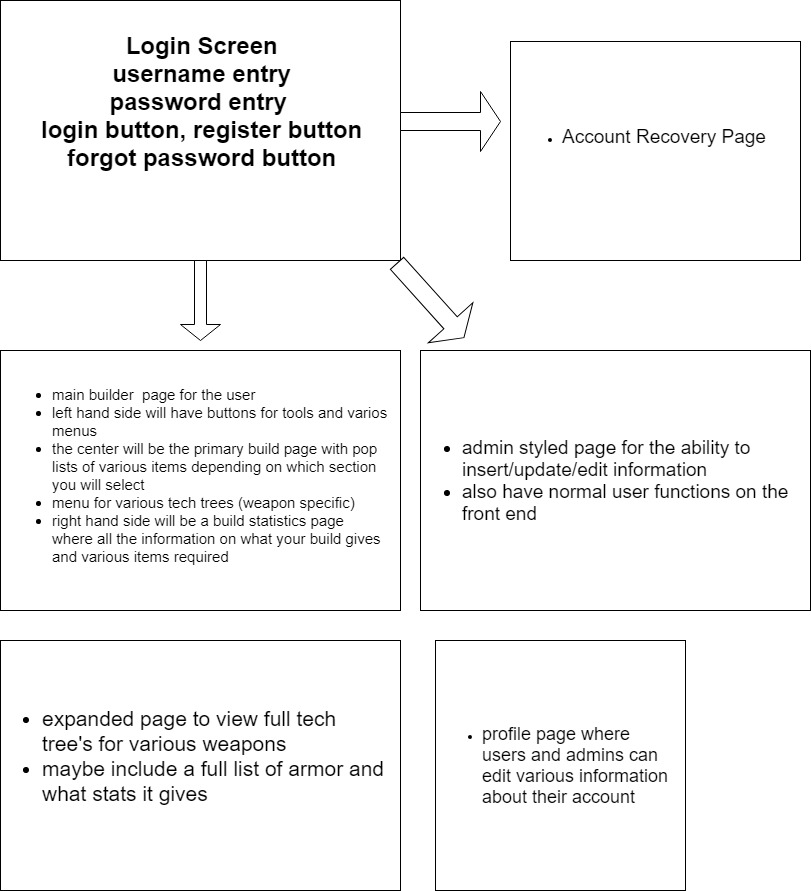 Login Screen
username entry
password entry
login button, register button
forgot password button
Account Recovery Page
main builder page for the user
left hand side will have buttons for tools and varios
menus
the center will be the primary build page with pop
lists of various items depending on which section
you will select
menu for various tech trees (weapon specific)
right hand side will be a build statistics page
where all the information on what your build gives
and various items required
admin styled page for the ability to
insert/update/edit information
also have normal user functions on the
front end
expanded page to view full tech
tree's for various weapons
maybe include a full list of armor and
what stats it gives
profile page where
users and admins can
edit various information
about their account